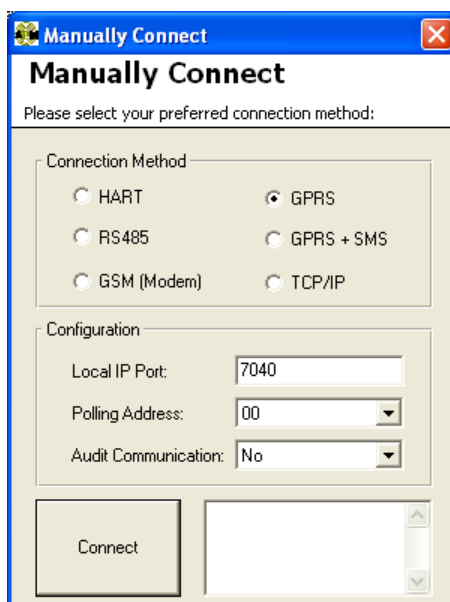 Manually Connect
Manually Connect
Please select your preferred connection method:
Connection Method
HART
GPRS
RS485
GPRS + SMS
GSM (Modem)
TCP/IP
Configuration
Local IP Port: 7040
Polling Address: 00
Audit Communication: No
Connect